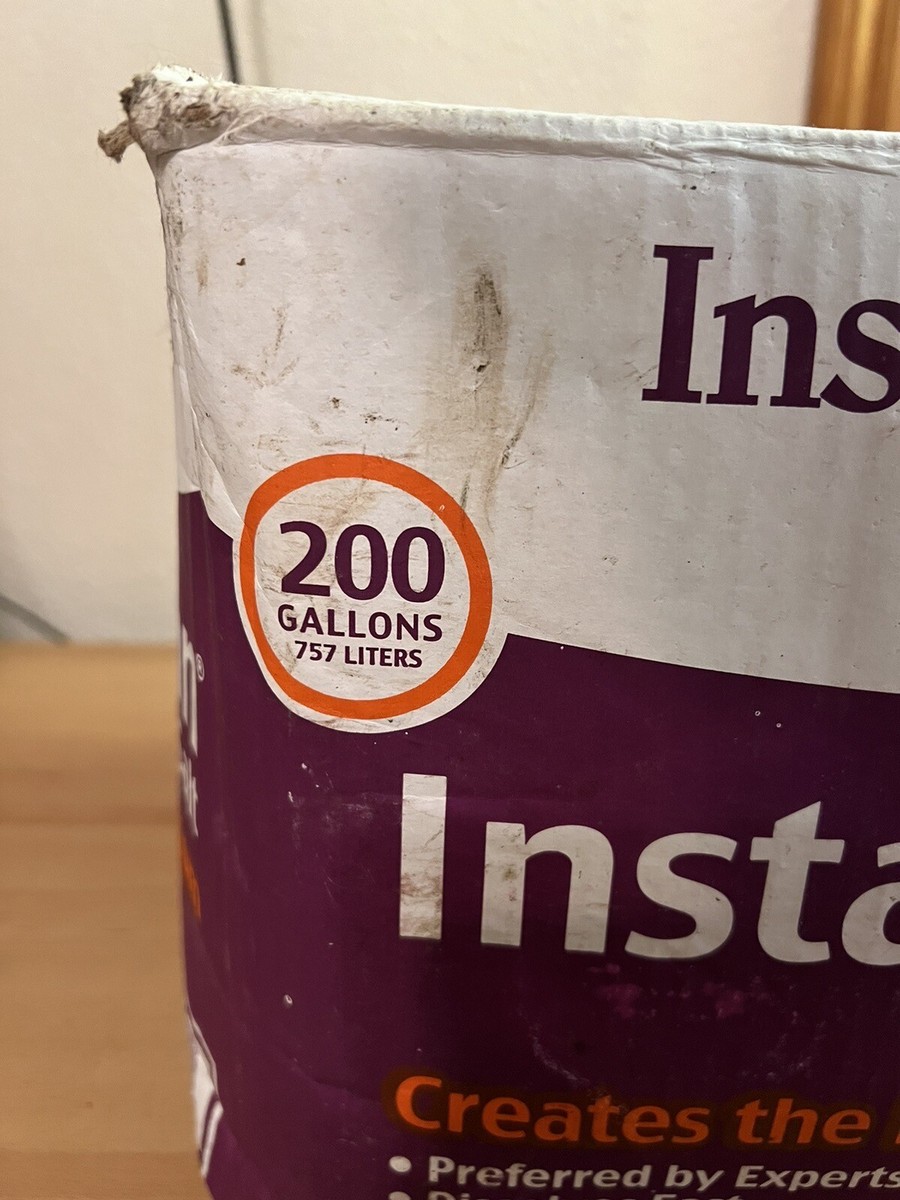 Ins
200
GALLONS
757 LITERS
n®
Insta
Creates the
• Preferred by Experts